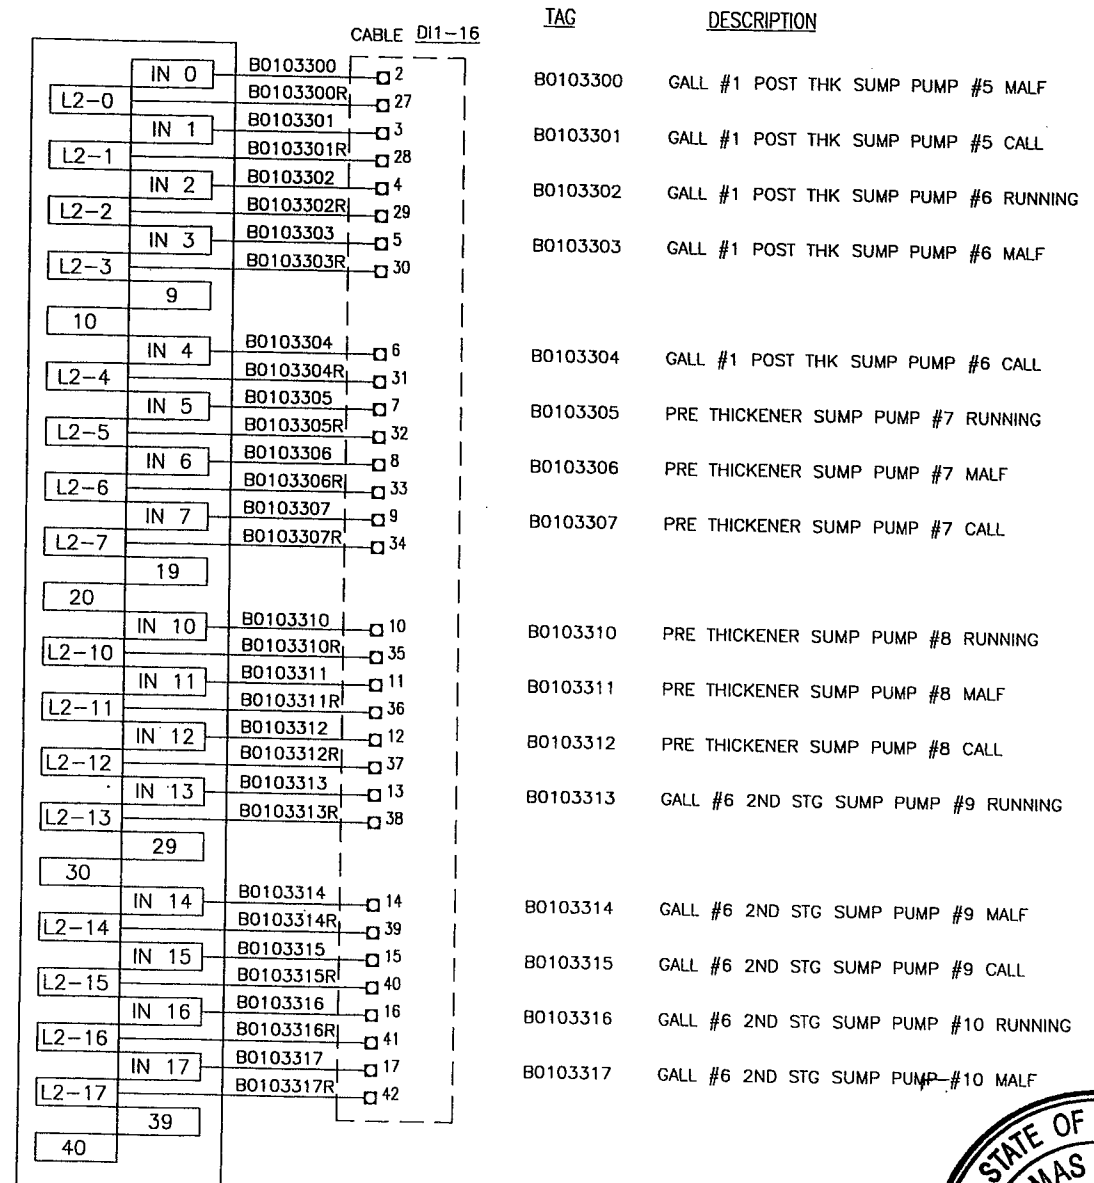 CABLE DI1-16 TAG DESCRIPTION
IN 0 B0103300 2 B0103300 GALL #1 POST THK SUMP PUMP #5 MALF
L2-0 B0103300R 27
IN 1 B0103301 3 B0103301 GALL #1 POST THK SUMP PUMP #5 CALL
L2-1 B0103301R 28
IN 2 B0103302 4 B0103302 GALL #1 POST THK SUMP PUMP #6 RUNNING
L2-2 B0103302R 29
IN 3 B0103303 5 B0103303 GALL #1 POST THK SUMP PUMP #6 MALF
L2-3 B0103303R 30
9
10
IN 4 B0103304 6 B0103304 GALL #1 POST THK SUMP PUMP #6 CALL
L2-4 B0103304R 31
IN 5 B0103305 7 B0103305 PRE THICKENER SUMP PUMP #7 RUNNING
L2-5 B0103305R 32
IN 6 B0103306 8 B0103306 PRE THICKENER SUMP PUMP #7 MALF
L2-6 B0103306R 33
IN 7 B0103307 9 B0103307 PRE THICKENER SUMP PUMP #7 CALL
L2-7 B0103307R 34
19
20
IN 10 B0103310 10 B0103310 PRE THICKENER SUMP PUMP #8 RUNNING
L2-10 B0103310R 35
IN 11 B0103311 11 B0103311 PRE THICKENER SUMP PUMP #8 MALF
L2-11 B0103311R 36
IN 12 B0103312 12 B0103312 PRE THICKENER SUMP PUMP #8 CALL
L2-12 B0103312R 37
IN 13 B0103313 13 B0103313 GALL #6 2ND STG SUMP PUMP #9 RUNNING
L2-13 B0103313R 38
29
30
IN 14 B0103314 14 B0103314 GALL #6 2ND STG SUMP PUMP #9 MALF
L2-14 B0103314R 39
IN 15 B0103315 15 B0103315 GALL #6 2ND STG SUMP PUMP #9 CALL
L2-15 B0103315R 40
IN 16 B0103316 16 B0103316 GALL #6 2ND STG SUMP PUMP #10 RUNNING
L2-16 B0103316R 41
IN 17 B0103317 17 B0103317 GALL #6 2ND STG SUMP PUMP #10 MALF
L2-17 B0103317R 42
39
40
STATE OF
MAS